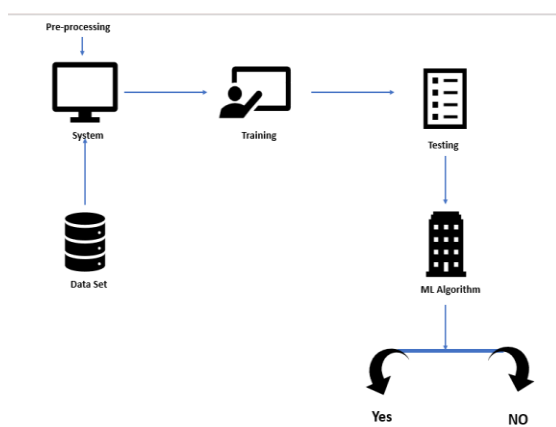 Pre-processing
System
Training
Testing
Data Set
ML Algorithm
Yes
NO